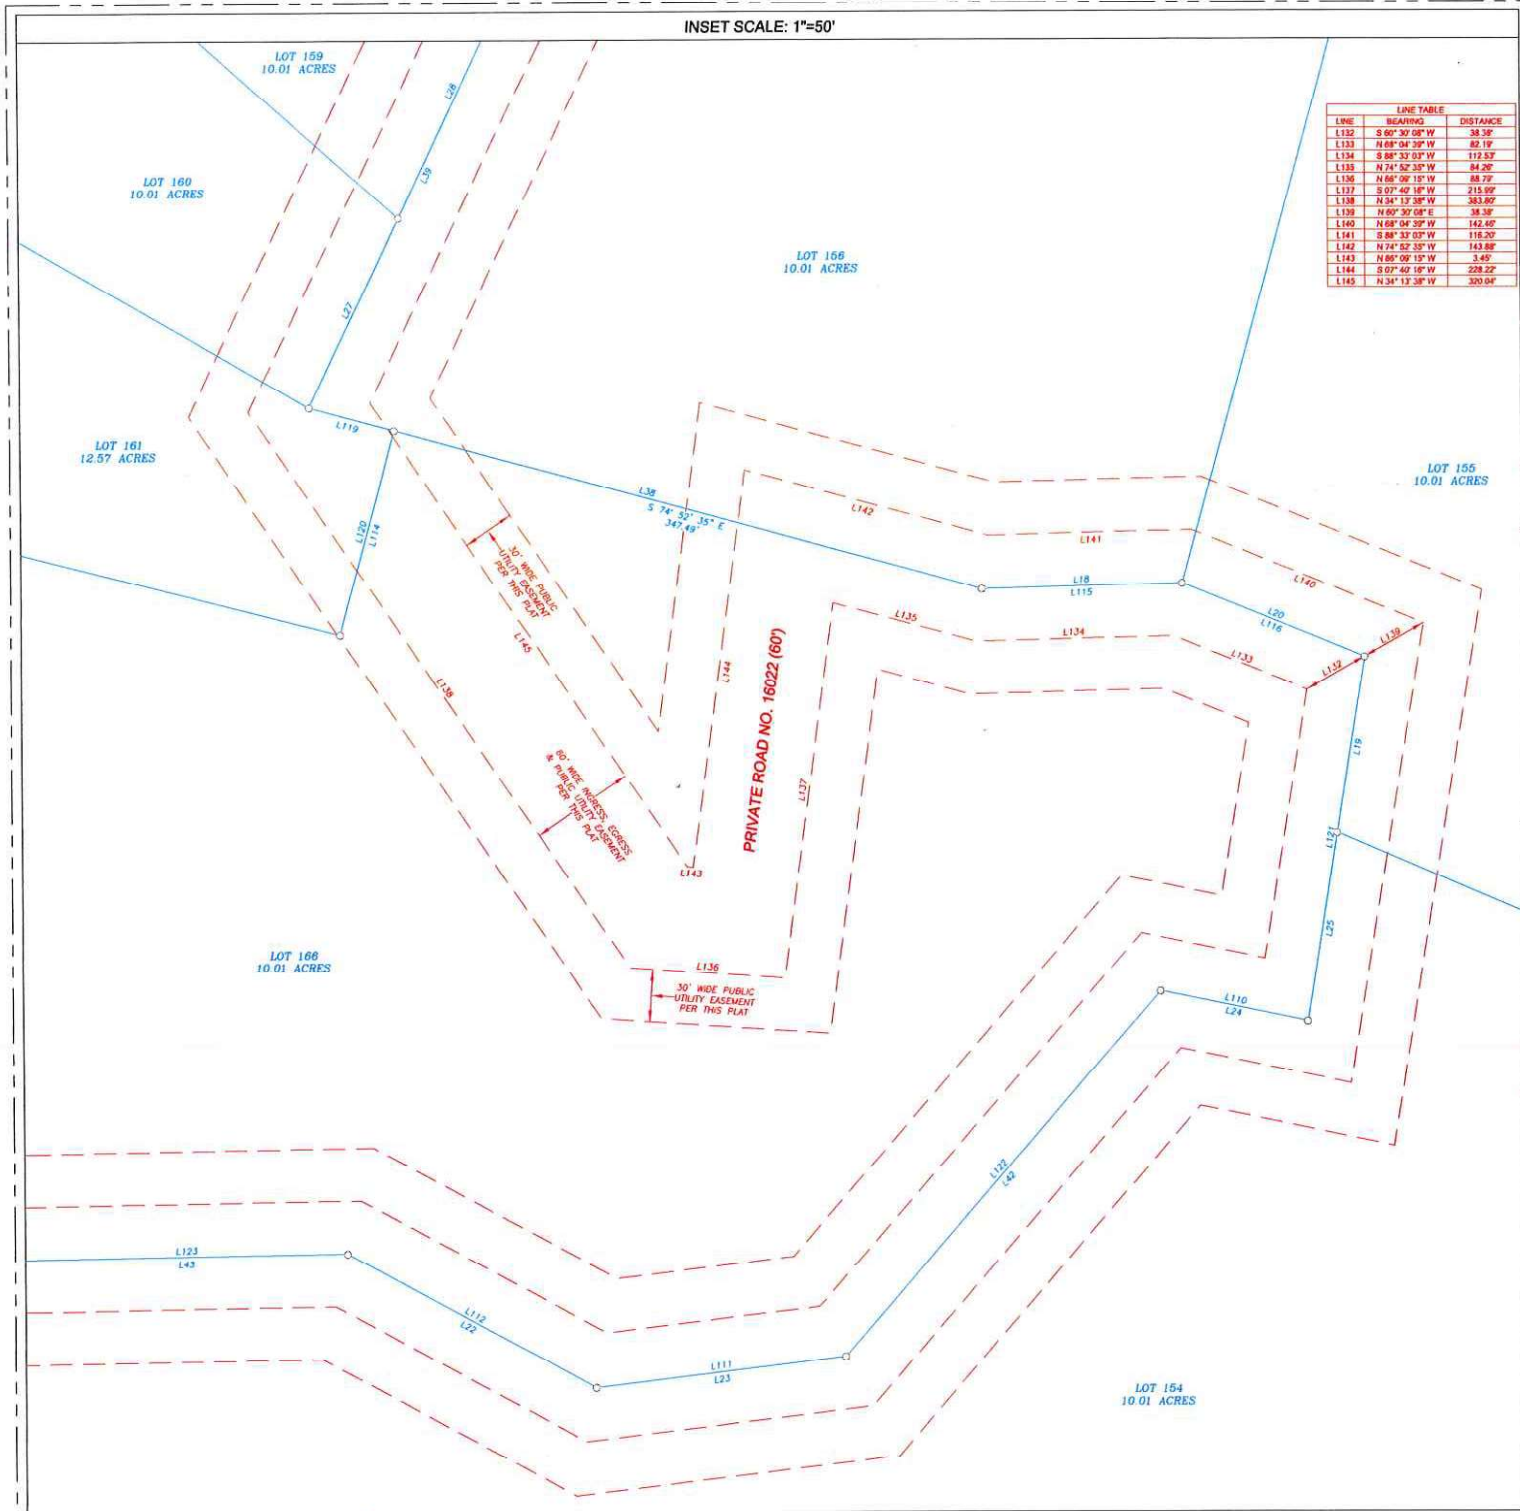 INSET SCALE: 1"=50'
LOT 159
10.01 ACRES
L28
L39
LOT 160
10.01 ACRES
L27
LOT 156
10.01 ACRES
LINE TABLE
LINE BEARING DISTANCE
L132 S 60° 30' 08" W 38.38'
L133 N 68° 04' 39" W 82.19'
L134 S 88° 33' 03" W 112.53'
L135 N 74° 52' 35" W 84.26'
L136 N 86° 09' 15" W 88.79'
L137 S 07° 40' 16" W 215.99'
L138 N 34° 13' 38" W 383.80'
L139 N 60° 30' 08" E 38.38'
L140 N 68° 04' 39" W 142.46'
L141 S 88° 33' 03" W 116.20'
L142 N 74° 52' 35" W 143.88'
L143 N 86° 09' 15" W 3.45'
L144 S 07° 40' 16" W 228.22'
L145 N 34° 13' 38" W 320.04'
L119
LOT 161
12.57 ACRES
LOT 155
10.01 ACRES
L38
S 74° 52' 35" E
347.49'
L142
L141
L140
L120
L114
30' WIDE PUBLIC
UTILITY EASEMENT
PER THIS PLAT
L18
L115
L20
L116
L135
L134
L133
L139
L132
L145
L144
L138
PRIVATE ROAD NO. 16022 (60')
L137
L19
60' WIDE INGRESS, EGRESS
& PUBLIC UTILITY EASEMENT
PER THIS PLAT
L143
L121
L25
LOT 166
10.01 ACRES
L136
30' WIDE PUBLIC
UTILITY EASEMENT
PER THIS PLAT
L110
L24
L122
L42
L123
L43
L112
L22
L111
L23
LOT 154
10.01 ACRES